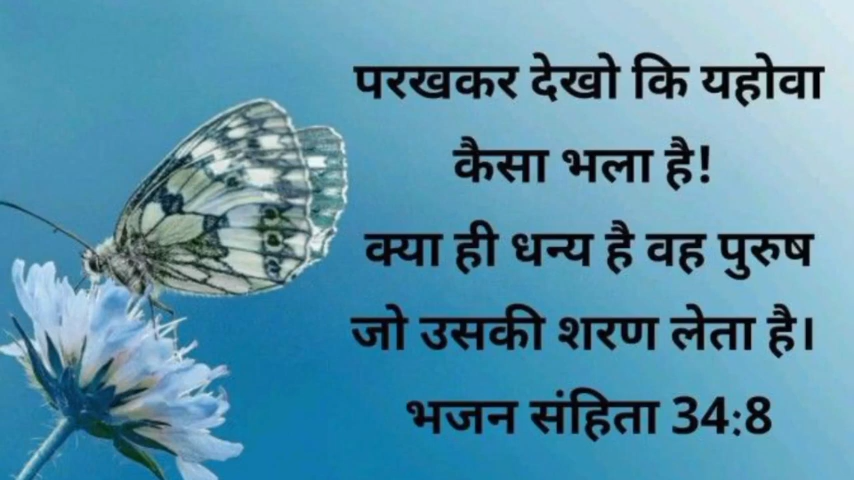 परखकर देखो कि यहोवा
कैसा भला है!
क्या ही धन्य है वह पुरुष
जो उसकी शरण लेता है।
भजन संहिता 34:8